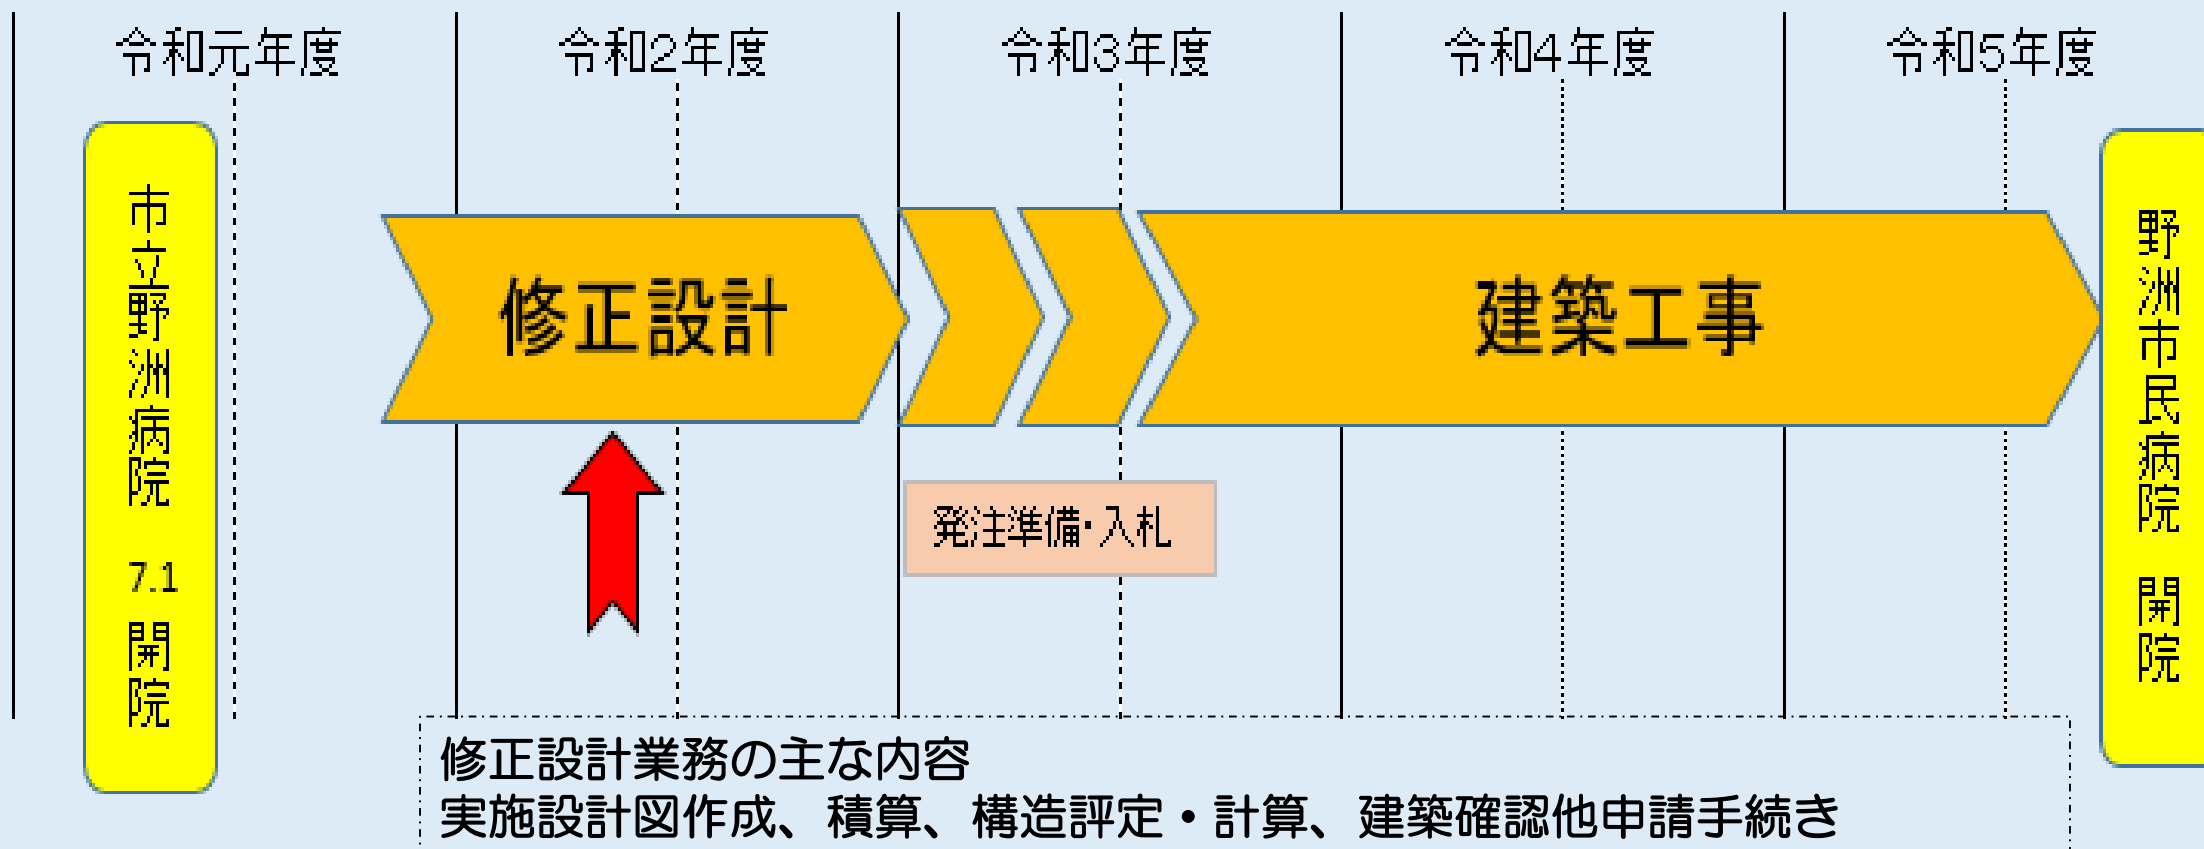 令和元年度
令和2年度
令和3年度
令和4年度
令和5年度
市立野洲病院 7.1 開院
修正設計
建築工事
野洲市民病院 開院
発注準備・入札
修正設計業務の主な内容
実施設計図作成、積算、構造評定・計算、建築確認他申請手続き